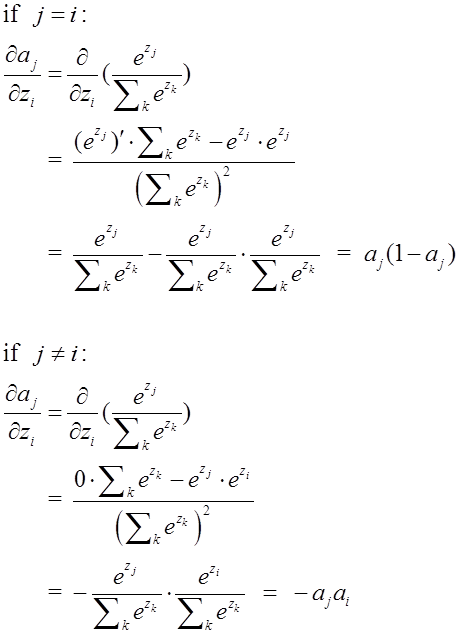 if j = i:
∂a_j/∂z_i = ∂/∂z_i (e^{z_j} / ∑_k e^{z_k})
= ((e^{z_j})′ · ∑_k e^{z_k} − e^{z_j} · e^{z_j}) / (∑_k e^{z_k})^2
= e^{z_j} / ∑_k e^{z_k} − e^{z_j} / ∑_k e^{z_k} · e^{z_j} / ∑_k e^{z_k} = a_j(1−a_j)
if j ≠ i:
∂a_j/∂z_i = ∂/∂z_i (e^{z_j} / ∑_k e^{z_k})
= (0 · ∑_k e^{z_k} − e^{z_j} · e^{z_i}) / (∑_k e^{z_k})^2
= − e^{z_j} / ∑_k e^{z_k} · e^{z_i} / ∑_k e^{z_k} = −a_j a_i